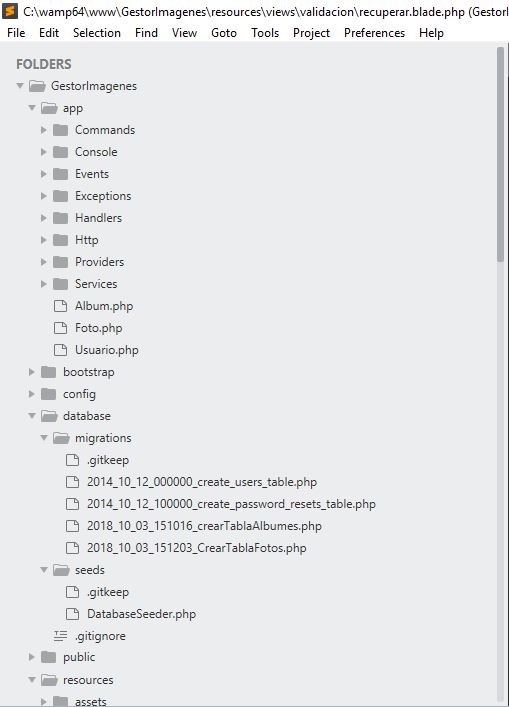 C:\wamp64\www\GestorImagenes\resources\views\validacion\recuperar.blade.php (GestorI
File Edit Selection Find View Goto Tools Project Preferences Help
FOLDERS
GestorImagenes
app
Commands
Console
Events
Exceptions
Handlers
Http
Providers
Services
Album.php
Foto.php
Usuario.php
bootstrap
config
database
migrations
.gitkeep
2014_10_12_000000_create_users_table.php
2014_10_12_100000_create_password_resets_table.php
2018_10_03_151016_crearTablaAlbumes.php
2018_10_03_151203_CrearTablaFotos.php
seeds
.gitkeep
DatabaseSeeder.php
.gitignore
public
resources
assets